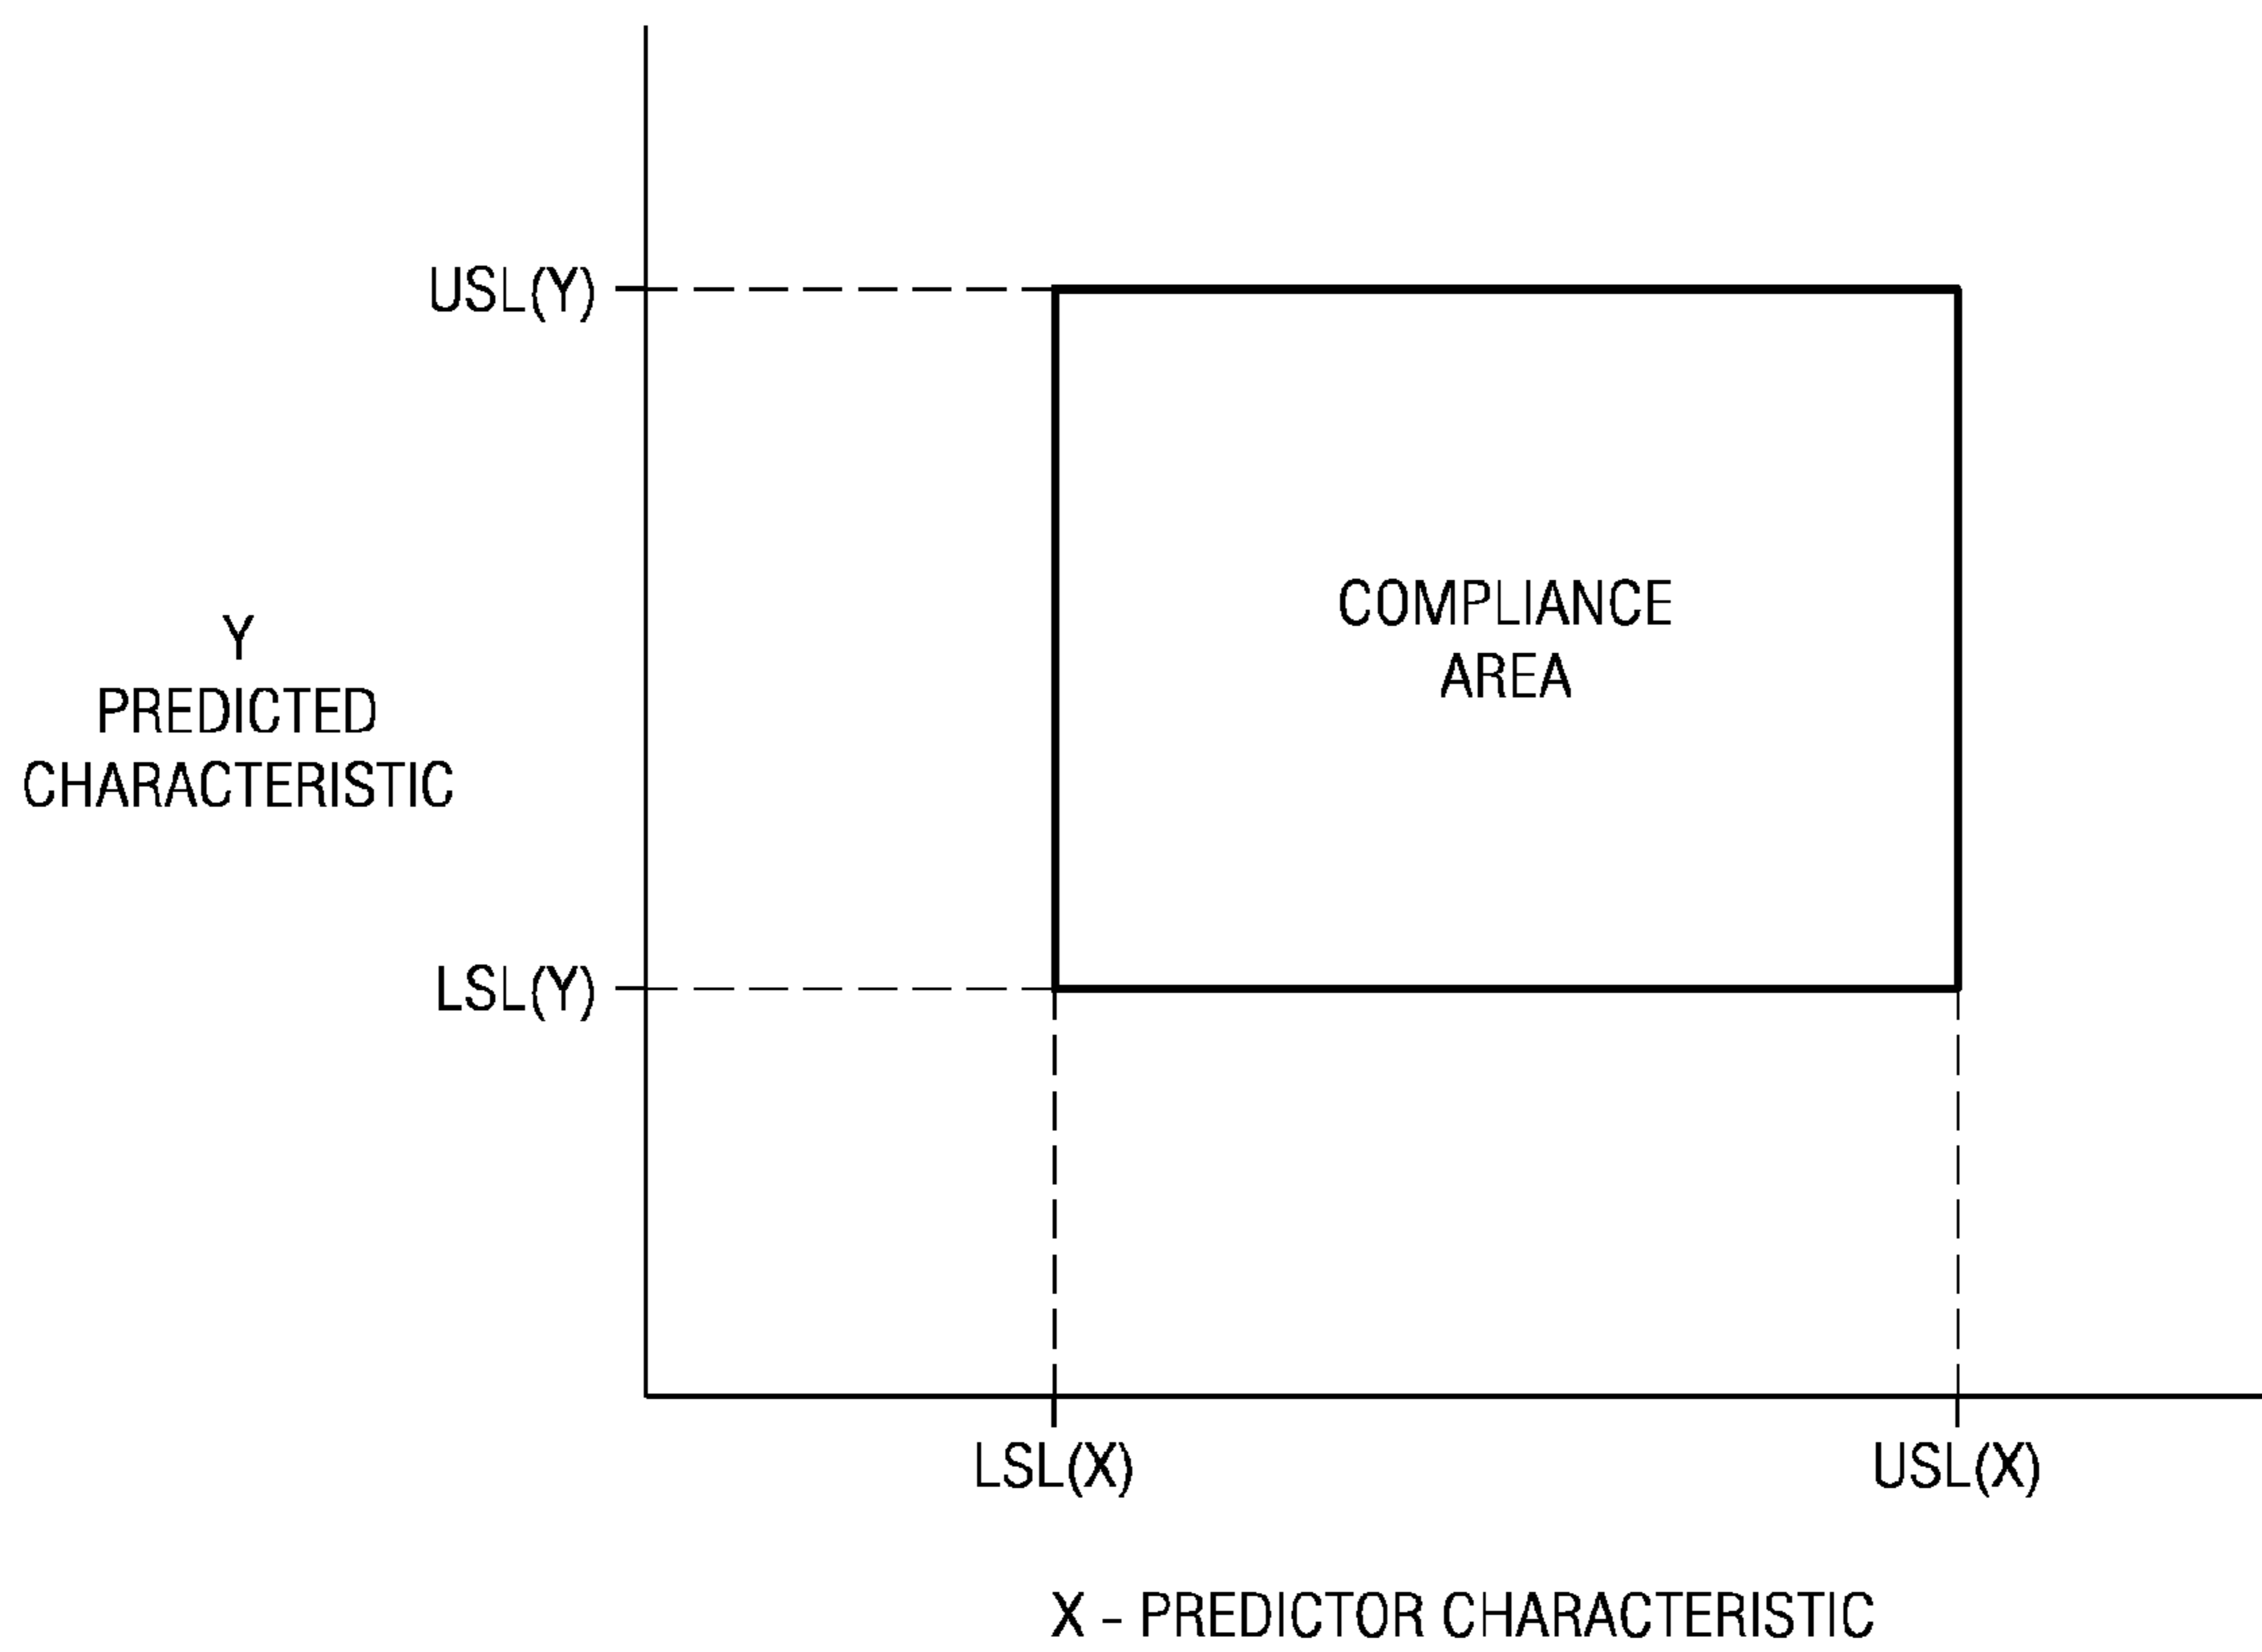 USL(Y)
COMPLIANCE
AREA
Y
PREDICTED
CHARACTERISTIC
LSL(Y)
LSL(X)
USL(X)
X - PREDICTOR CHARACTERISTIC